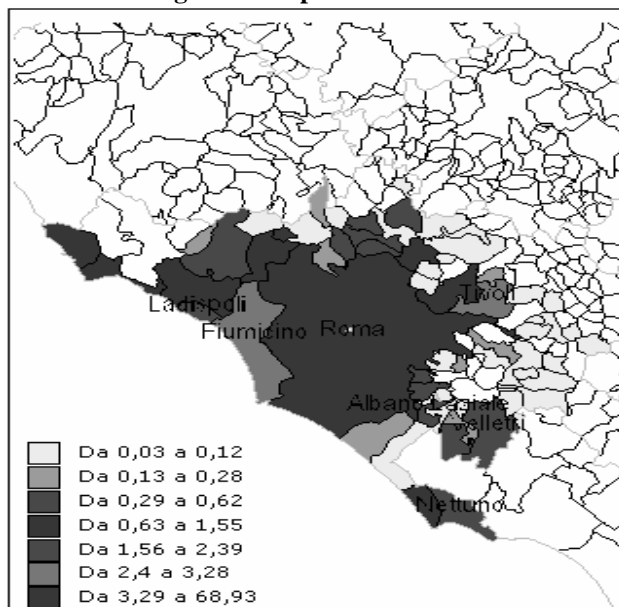 Ladispoli
Tivoli
Fiumicino
Roma
Albano Laziale
Velletri
Nettuno
Da 0,03 a 0,12
Da 0,13 a 0,28
Da 0,29 a 0,62
Da 0,63 a 1,55
Da 1,56 a 2,39
Da 2,4 a 3,28
Da 3,29 a 68,93